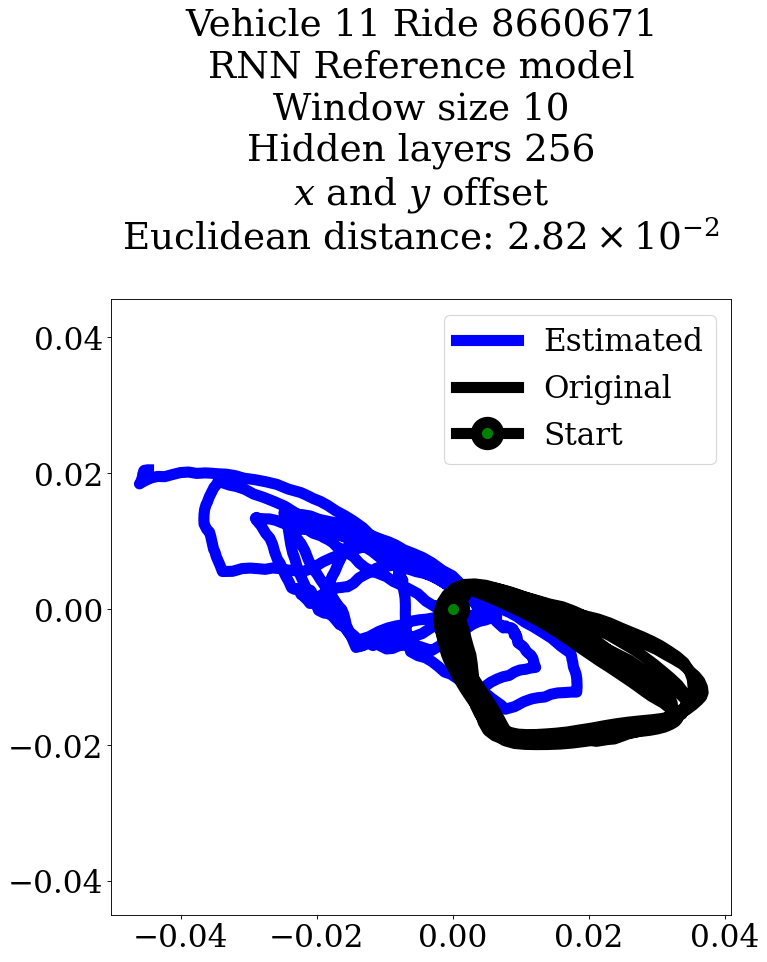 Vehicle 11 Ride 8660671
RNN Reference model
Window size 10
Hidden layers 256
x and y offset
Euclidean distance: 2.82 × 10⁻²
Estimated
Original
Start
0.04
0.02
0.00
−0.02
−0.04
−0.04 −0.02 0.00 0.02 0.04